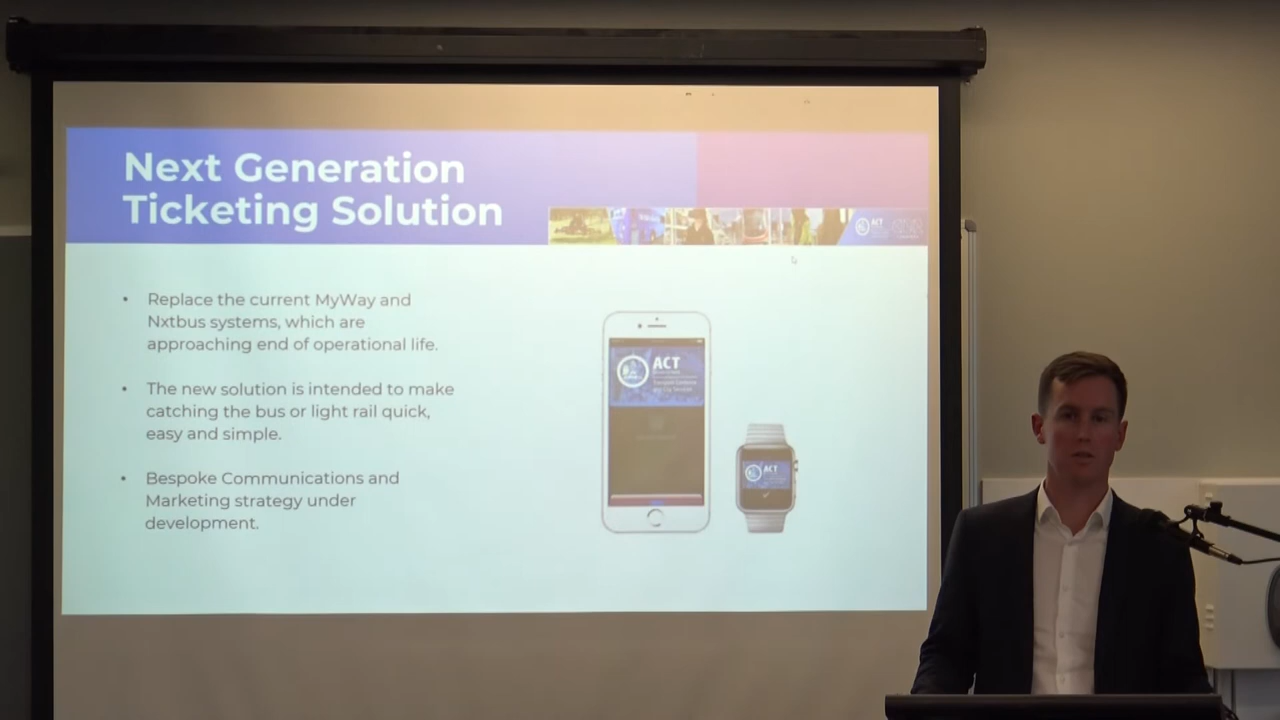 Next Generation
Ticketing Solution
ACT
• Replace the current MyWay and
Nxtbus systems, which are
approaching end of operational life.
• The new solution is intended to make
catching the bus or light rail quick,
easy and simple.
• Bespoke Communications and
Marketing strategy under
development.
ACT
ACT